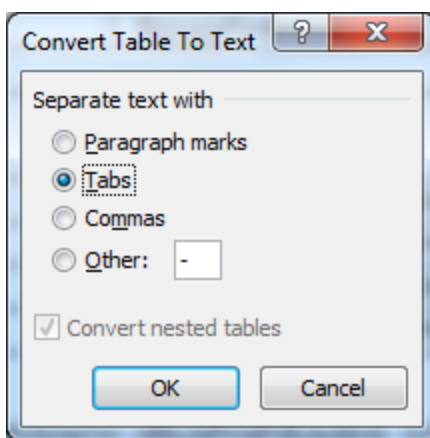 Convert Table To Text
Separate text with
Paragraph marks
Tabs
Commas
Other: -
Convert nested tables
OK Cancel